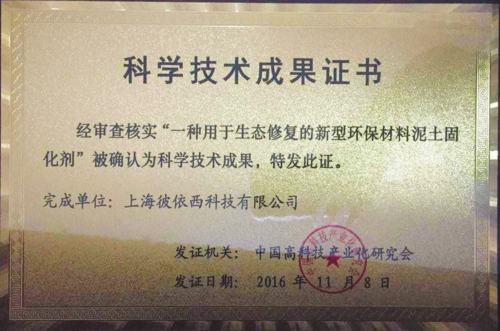 科学技术成果证书
经审查核实“一种用于生态修复的新型环保材料泥土固
化剂”被确认为科学技术成果，特发此证。
完成单位：上海彼依西科技有限公司
发证机关：中国高科技产业化研究会
发证日期：2016 年 11 月 8 日